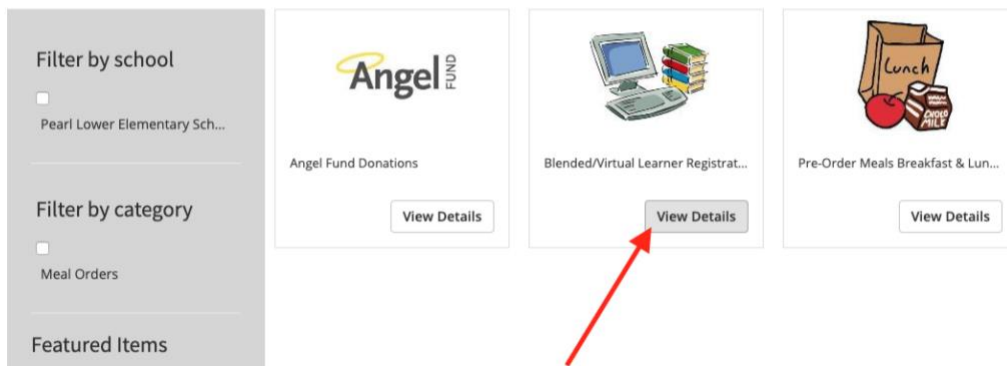 Filter by school
Pearl Lower Elementary Sch...
Filter by category
Meal Orders
Featured Items
Angel FUND
Angel Fund Donations
View Details
Blended/Virtual Learner Registrat...
View Details
Lunch
CHOCO
MILK
Pre-Order Meals Breakfast & Lun...
View Details